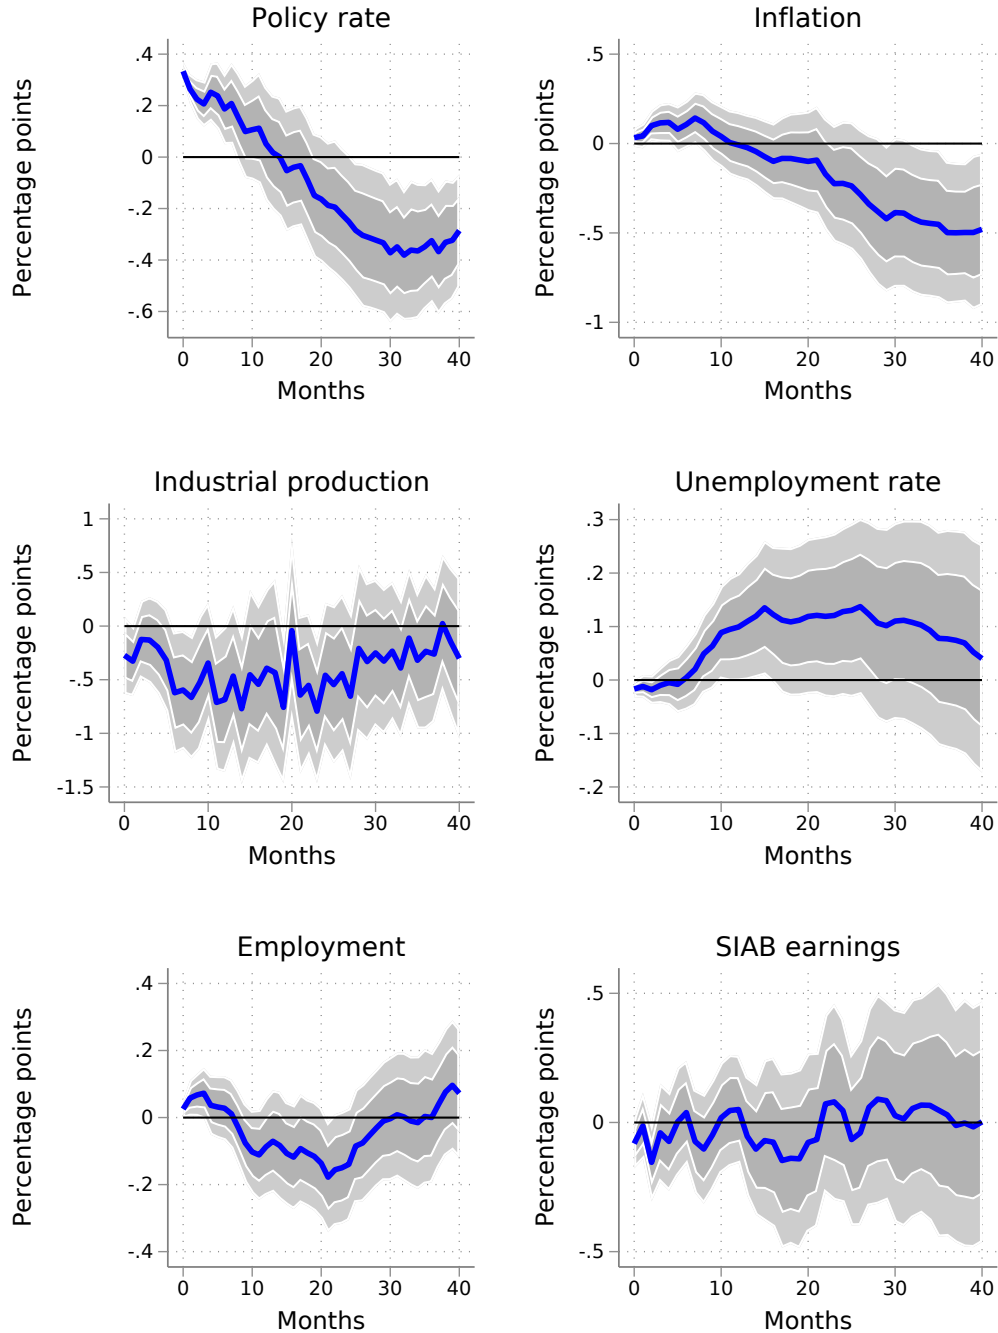 Policy rate
Percentage points
.4
.2
0
-.2
-.4
-.6
0 10 20 30 40
Months
Inflation
Percentage points
.5
0
-.5
-1
0 10 20 30 40
Months
Industrial production
Percentage points
1
.5
0
-.5
-1
-1.5
0 10 20 30 40
Months
Unemployment rate
Percentage points
.3
.2
.1
0
-.1
-.2
0 10 20 30 40
Months
Employment
Percentage points
.4
.2
0
-.2
-.4
0 10 20 30 40
Months
SIAB earnings
Percentage points
.5
0
-.5
0 10 20 30 40
Months